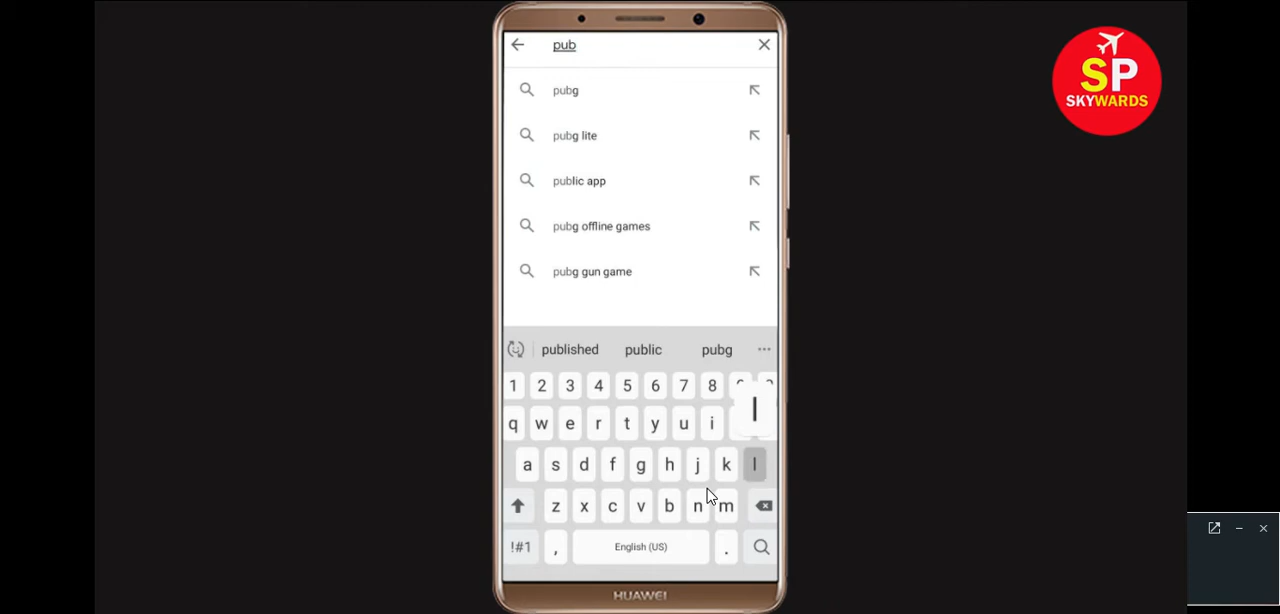 pub
SP
SKYWARDS
pubg
pubg lite
public app
pubg offline games
pubg gun game
published public pubg
1 2 3 4 5 6 7 8
q w e r t y u i l
a s d f g h j k l
z x c v b n m
!#1 , English (US) .
HUAWEI